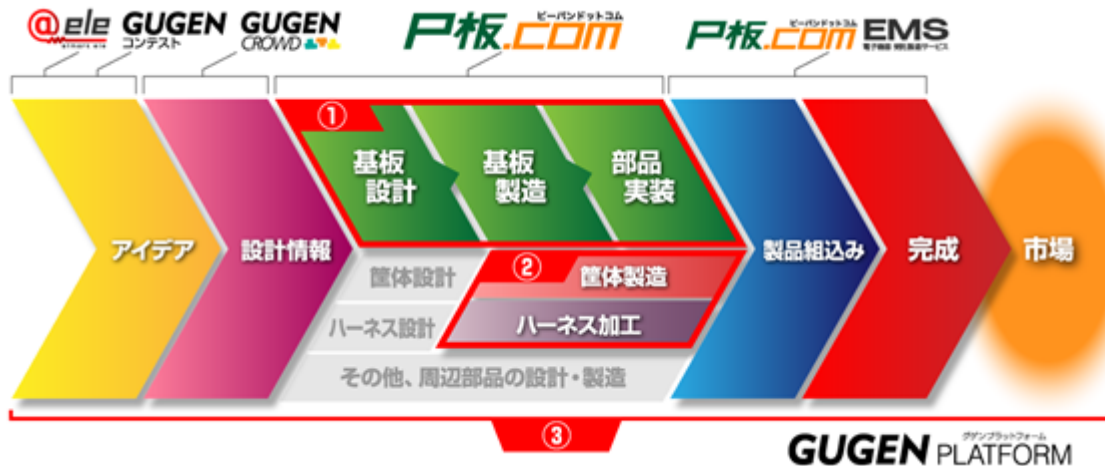 @ele
GUGEN
コンテスト
GUGEN
CROWD
ピーバンドットコム
P板.com
ピーバンドットコム
P板.com EMS
①
基板
設計
基板
製造
部品
実装
アイデア
設計情報
筐体設計
②
筐体製造
ハーネス設計
ハーネス加工
その他、周辺部品の設計・製造
製品組込み
完成
市場
③
GUGEN PLATFORM
グゲンプラットフォーム